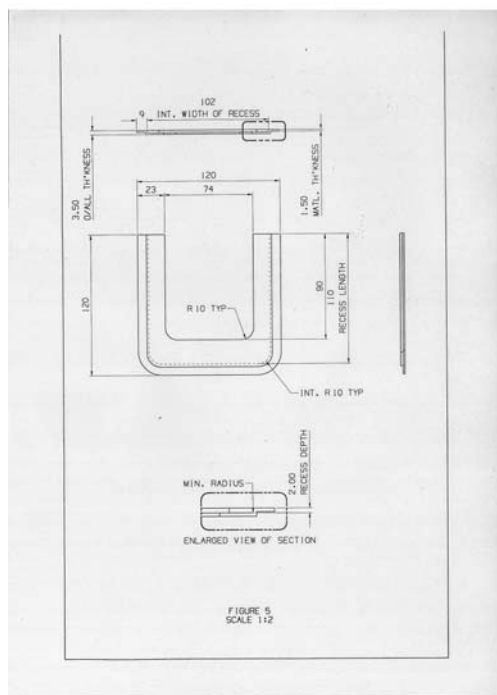 102
9 INT. WIDTH OF RECESS
3.50
O/ALL TH'KNESS
1.50
MATL. TH'KNESS
120
23 74
120
90
110
RECESS LENGTH
R10 TYP
INT. R10 TYP
2.00
RECESS DEPTH
MIN. RADIUS
ENLARGED VIEW OF SECTION
FIGURE 5
SCALE 1:2